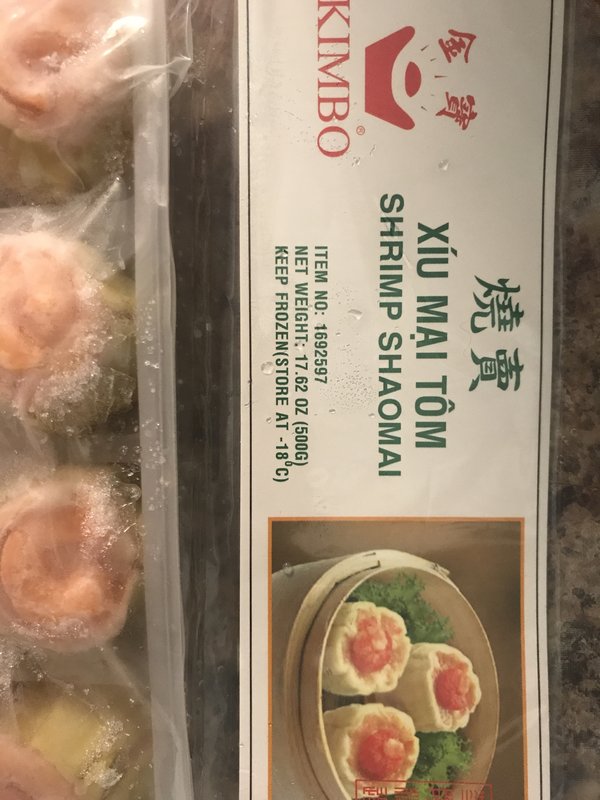 金寶
KIMBO®
燒賣
XÍU MẠI TÔM
SHRIMP SHAOMAI
ITEM NO: 1692597
NET WEIGHT: 17.62 OZ (500G)
KEEP FROZEN(STORE AT -18°C)